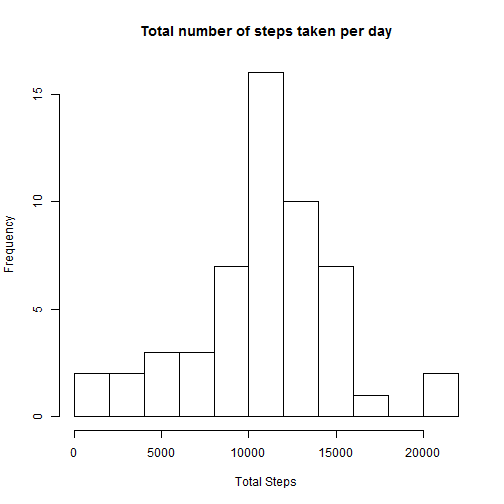 Total number of steps taken per day
15
10
5
0
Frequency
0 5000 10000 15000 20000
Total Steps